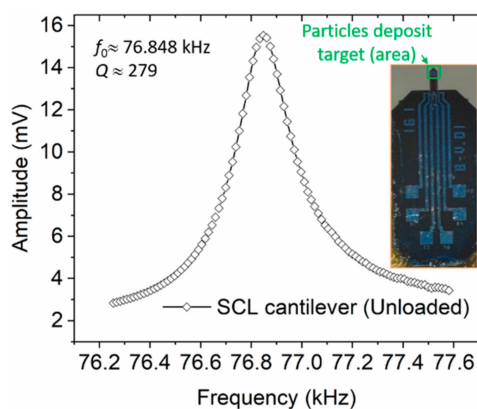 f₀≈ 76.848 kHz
Q ≈ 279
Particles deposit
target (area)
16
14
12
10
8
6
4
2
Amplitude (mV)
161
B-V.D1
SCL cantilever (Unloaded)
76.2 76.4 76.6 76.8 77.0 77.2 77.4 77.6
Frequency (kHz)